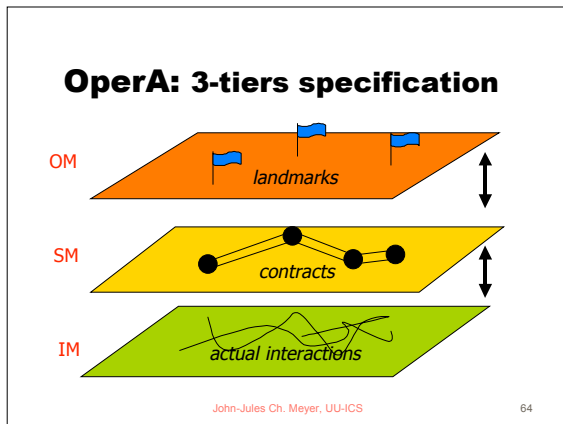 OperA: 3-tiers specification
OM
landmarks
SM
contracts
IM
actual interactions
John-Jules Ch. Meyer, UU-ICS
64